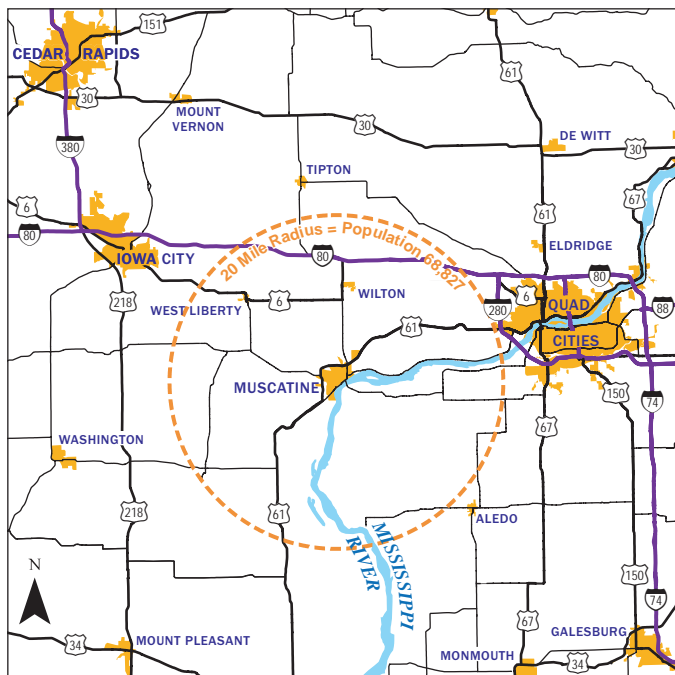 151
61
CEDAR RAPIDS
30
MOUNT
VERNON
30
DE WITT
30
380
TIPTON
67
6
61
20 Mile Radius = Population 68,827
80
ELDRIDGE
IOWA CITY
80
80
218
WEST LIBERTY
6
WILTON
6
QUAD
280
88
61
CITIES
MUSCATINE
150
74
67
WASHINGTON
218
61
ALEDO
MISSISSIPPI
RIVER
N
150
74
67
MOUNT PLEASANT
34
GALESBURG
MONMOUTH
34